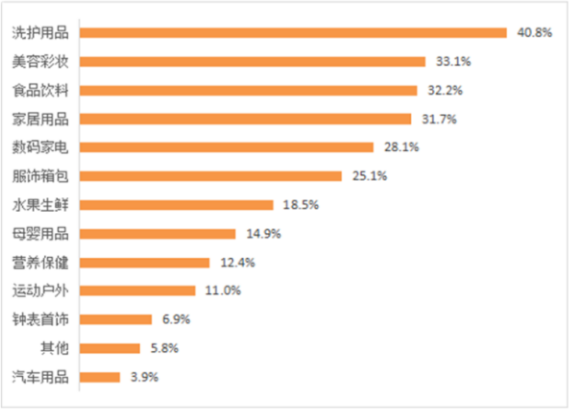 洗护用品 40.8%
美容彩妆 33.1%
食品饮料 32.2%
家居用品 31.7%
数码家电 28.1%
服饰箱包 25.1%
水果生鲜 18.5%
母婴用品 14.9%
营养保健 12.4%
运动户外 11.0%
钟表首饰 6.9%
其他 5.8%
汽车用品 3.9%